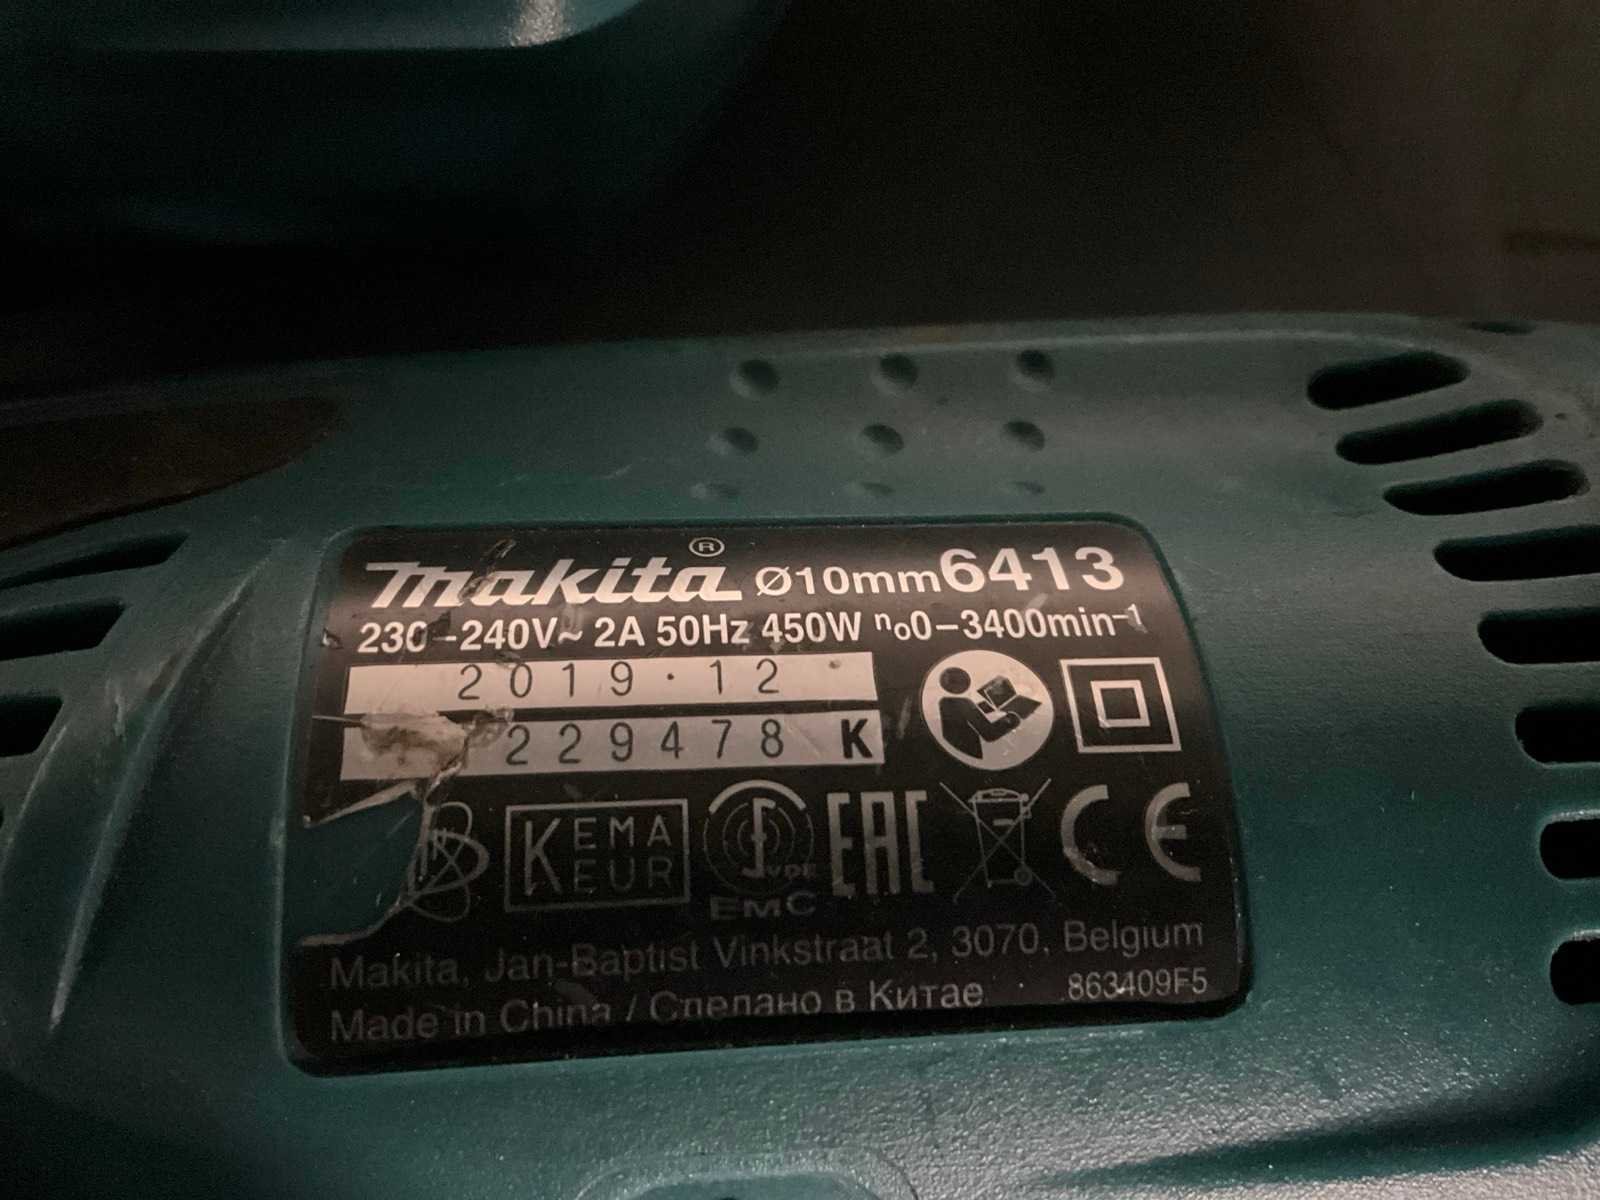 makita® Ø10mm 6413
230-240V~ 2A 50Hz 450W n₀0-3400min⁻¹
2019.12
229478 K
KEMA
EUR
VDE
EMC
EAC
CE
Makita, Jan-Baptist Vinkstraat 2, 3070, Belgium
Made in China / Сделано в Китае 863409F5